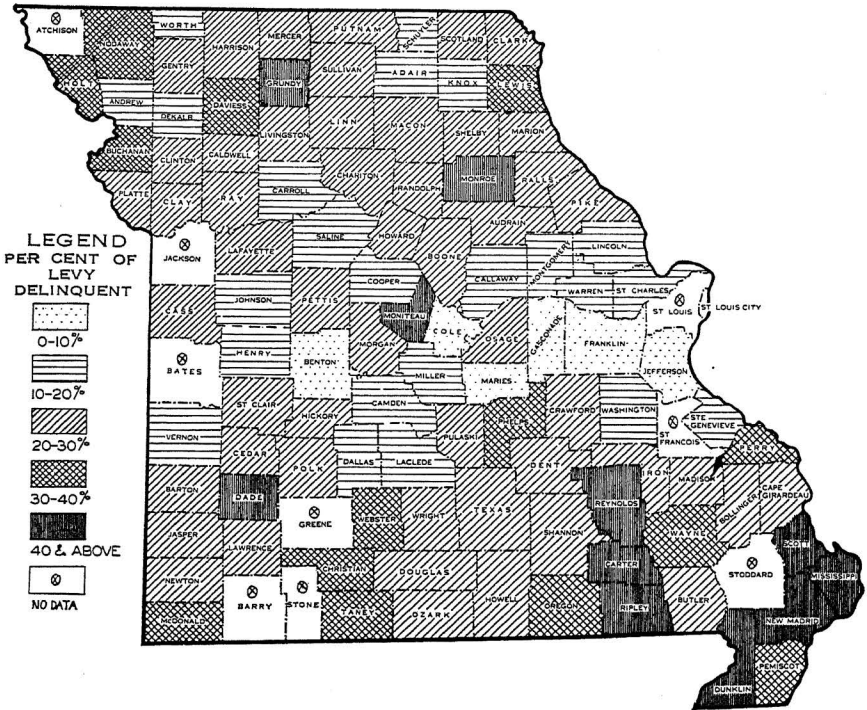 ATCHISON
WORTH
NODAWAY
HARRISON
MERCER
PUTNAM
SCHUYLER
SCOTLAND
CLARK
GENTRY
SULLIVAN
ADAIR
KNOX
LEWIS
HOLT
GRUNDY
ANDREW
DEKALB
DAVIESS
LINN
MACON
SHELBY
MARION
BUCHANAN
CLINTON
CALDWELL
LIVINGSTON
CHARITON
RANDOLPH
MONROE
RALLS
PLATTE
CLAY
RAY
CARROLL
PIKE
AUDRAIN
SALINE
HOWARD
BOONE
LINCOLN
JACKSON
LAFAYETTE
COOPER
CALLAWAY
MONTGOMERY
WARREN
ST CHARLES
JOHNSON
PETTIS
MONITEAU
COLE
OSAGE
GASCONADE
FRANKLIN
ST LOUIS
ST LOUIS CITY
CASS
MORGAN
JEFFERSON
BATES
HENRY
BENTON
MILLER
MARIES
ST CLAIR
HICKORY
CAMDEN
PULASKI
PHELPS
CRAWFORD
WASHINGTON
STE
GENEVIEVE
ST
FRANCOIS
PERRY
VERNON
CEDAR
POLK
DALLAS
LACLEDE
DENT
IRON
MADISON
BOLLINGER
CAPE
GIRARDEAU
BARTON
DADE
GREENE
WEBSTER
WRIGHT
TEXAS
REYNOLDS
WAYNE
JASPER
LAWRENCE
SHANNON
SCOTT
NEWTON
CHRISTIAN
DOUGLAS
CARTER
STODDARD
MISSISSIPPI
BARRY
STONE
TANEY
OZARK
HOWELL
OREGON
RIPLEY
BUTLER
NEW MADRID
MCDONALD
PEMISCOT
DUNKLIN
LEGEND
PER CENT OF
LEVY
DELINQUENT
0-10%
10-20%
20-30%
30-40%
40 & ABOVE
NO DATA